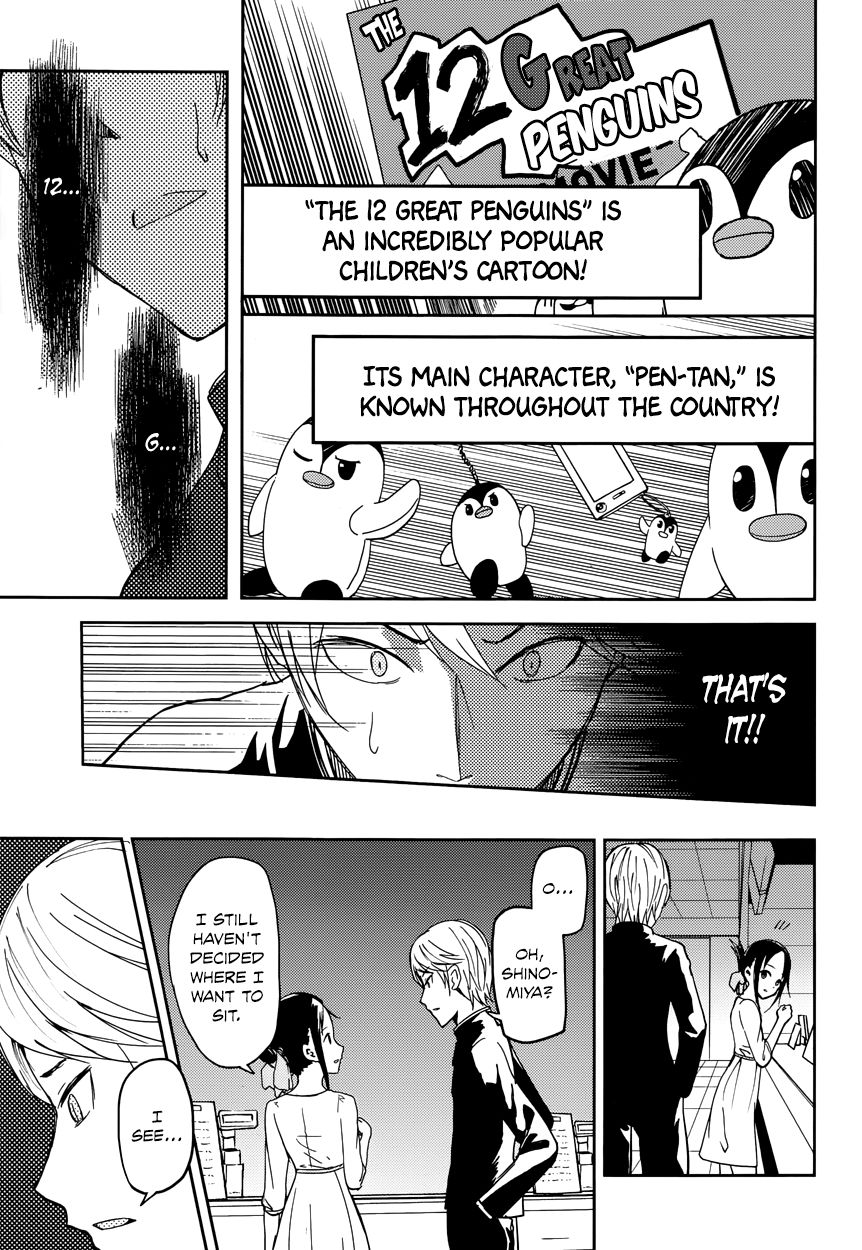 THE
12 GREAT
PENGUINS
MOVIE-
"THE 12 GREAT PENGUINS" IS
AN INCREDIBLY POPULAR
CHILDREN'S CARTOON!
ITS MAIN CHARACTER, "PEN-TAN," IS
KNOWN THROUGHOUT THE COUNTRY!
12...
G...
THAT'S
IT!!
O...
OH,
SHINO-
MIYA?
I STILL
HAVEN'T
DECIDED
WHERE I
WANT TO
SIT.
I
SEE...